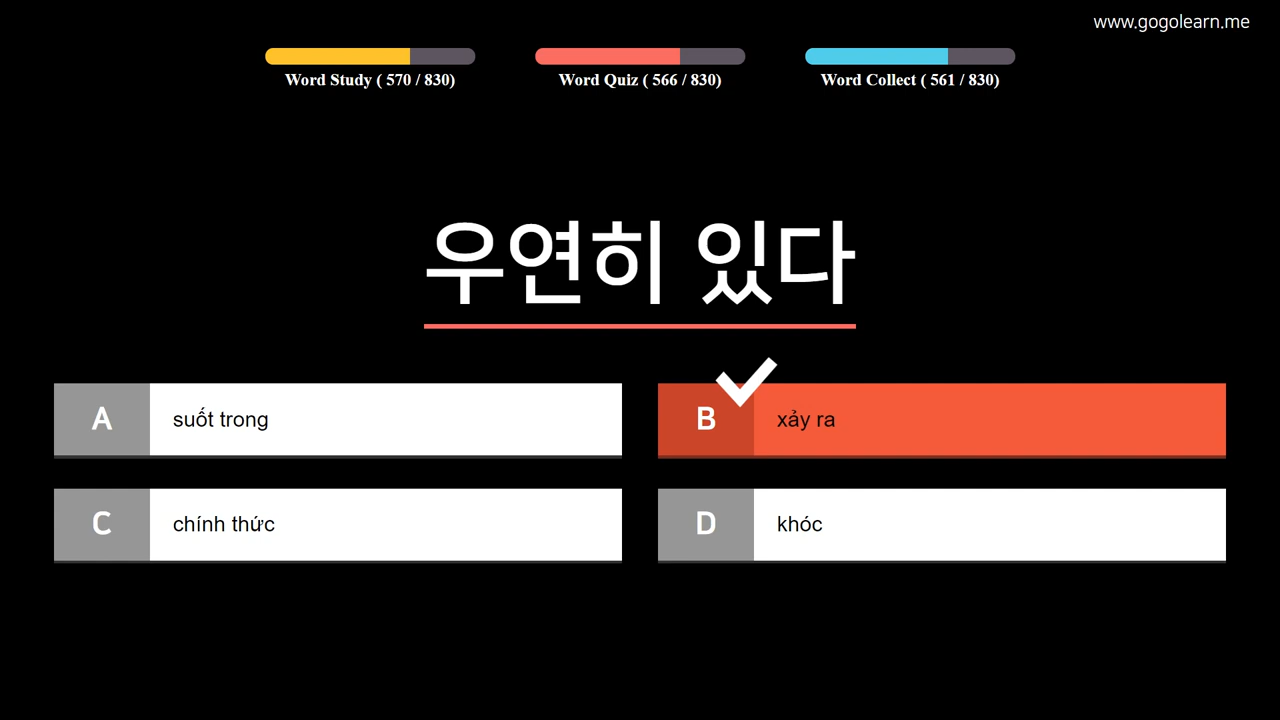 www.gogolearn.me
Word Study ( 570 / 830)
Word Quiz ( 566 / 830)
Word Collect ( 561 / 830)
우연히 있다
A suốt trong
B xảy ra
C chính thức
D khóc